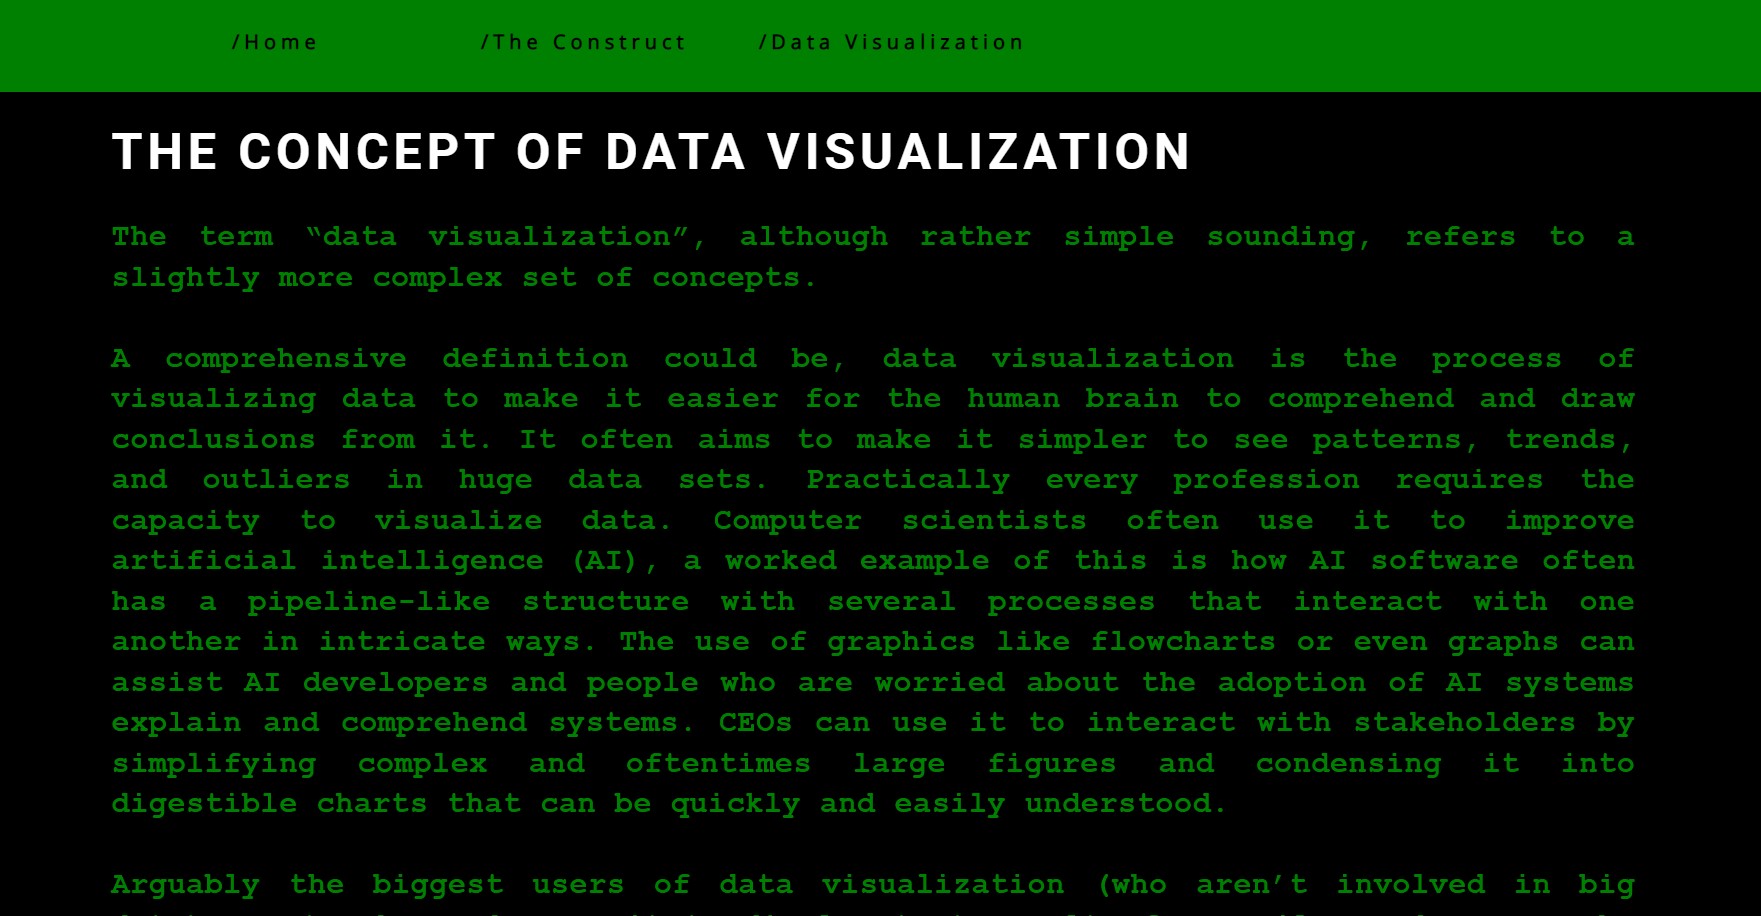 /Home /The Construct /Data Visualization
THE CONCEPT OF DATA VISUALIZATION
The term “data visualization”, although rather simple sounding, refers to a
slightly more complex set of concepts.
A comprehensive definition could be, data visualization is the process of
visualizing data to make it easier for the human brain to comprehend and draw
conclusions from it. It often aims to make it simpler to see patterns, trends,
and outliers in huge data sets. Practically every profession requires the
capacity to visualize data. Computer scientists often use it to improve
artificial intelligence (AI), a worked example of this is how AI software often
has a pipeline-like structure with several processes that interact with one
another in intricate ways. The use of graphics like flowcharts or even graphs can
assist AI developers and people who are worried about the adoption of AI systems
explain and comprehend systems. CEOs can use it to interact with stakeholders by
simplifying complex and oftentimes large figures and condensing it into
digestible charts that can be quickly and easily understood.
Arguably the biggest users of data visualization (who aren’t involved in big